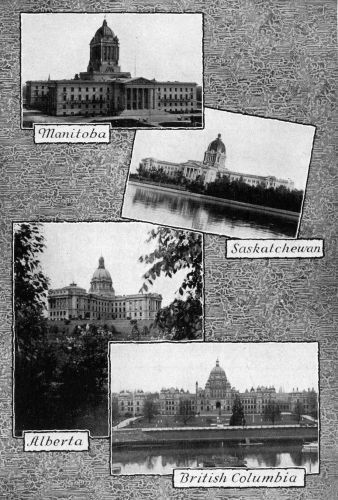 Manitoba
Saskatchewan
Alberta
British Columbia